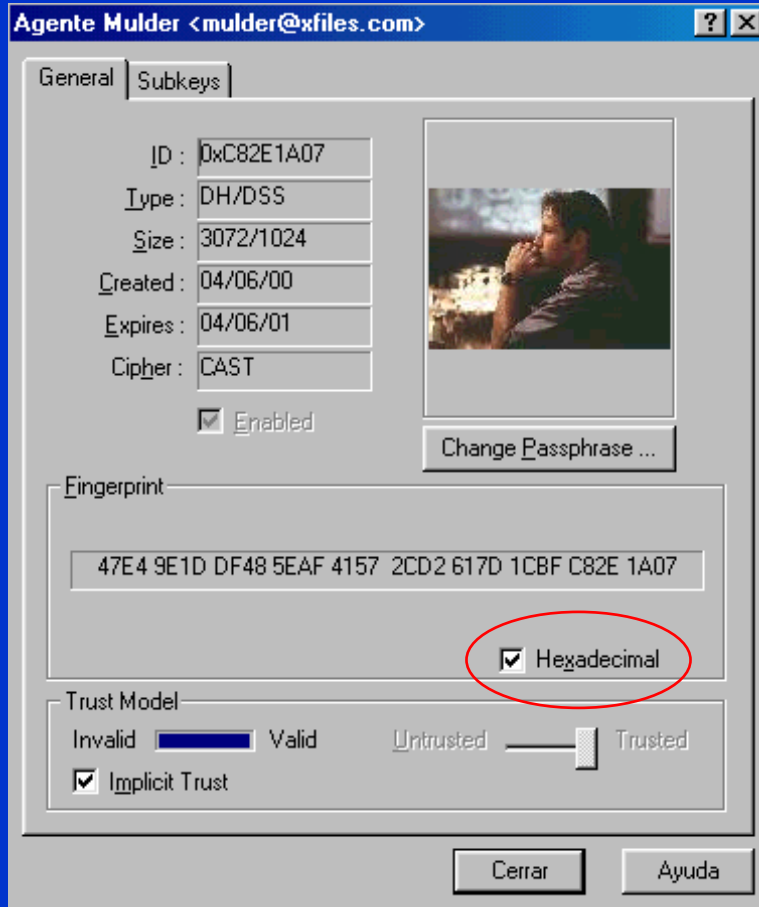 Agente Mulder <mulder@xfiles.com>
General Subkeys
ID : 0xC82E1A07
Type : DH/DSS
Size : 3072/1024
Created : 04/06/00
Expires : 04/06/01
Cipher : CAST
Enabled
Change Passphrase ...
Fingerprint
47E4 9E1D DF48 5EAF 4157 2CD2 617D 1CBF C82E 1A07
Hexadecimal
Trust Model
Invalid Valid Untrusted Trusted
Implicit Trust
Cerrar Ayuda